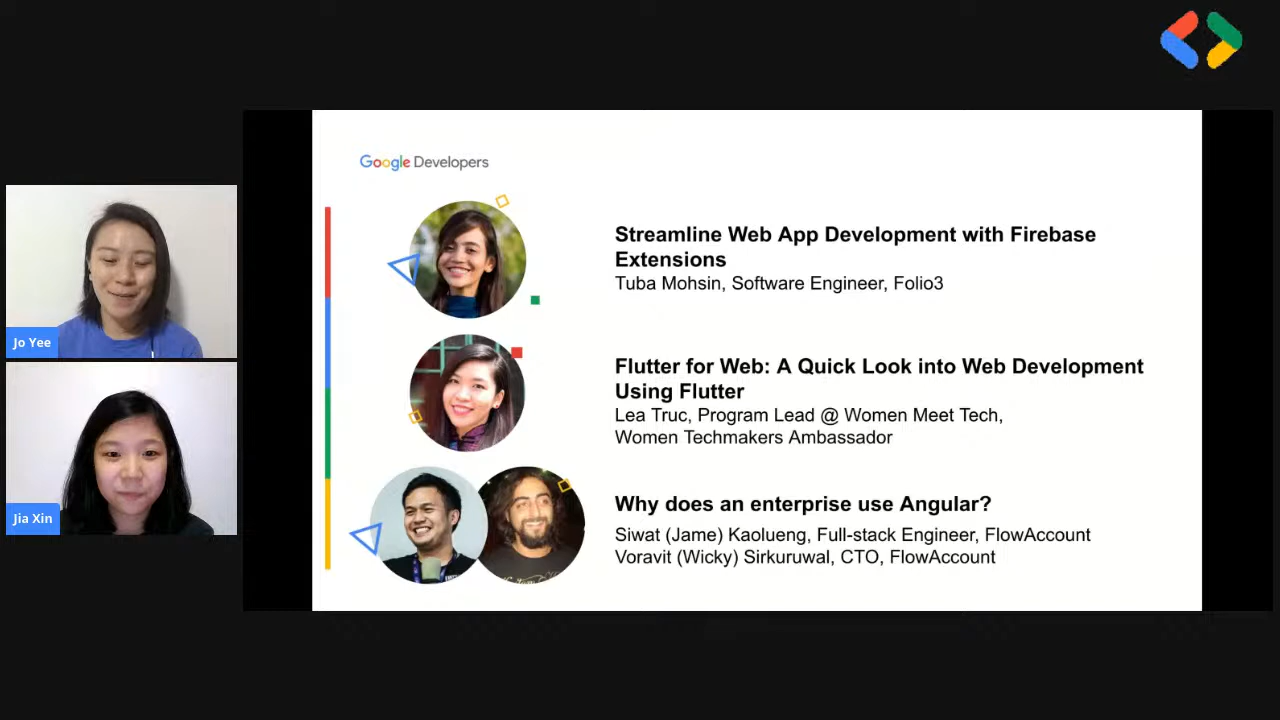 Google Developers
Streamline Web App Development with Firebase
Extensions
Tuba Mohsin, Software Engineer, Folio3
Flutter for Web: A Quick Look into Web Development
Using Flutter
Lea Truc, Program Lead @ Women Meet Tech,
Women Techmakers Ambassador
Why does an enterprise use Angular?
Siwat (Jame) Kaolueng, Full-stack Engineer, FlowAccount
Voravit (Wicky) Sirkuruwal, CTO, FlowAccount
Jo Yee
Jia Xin